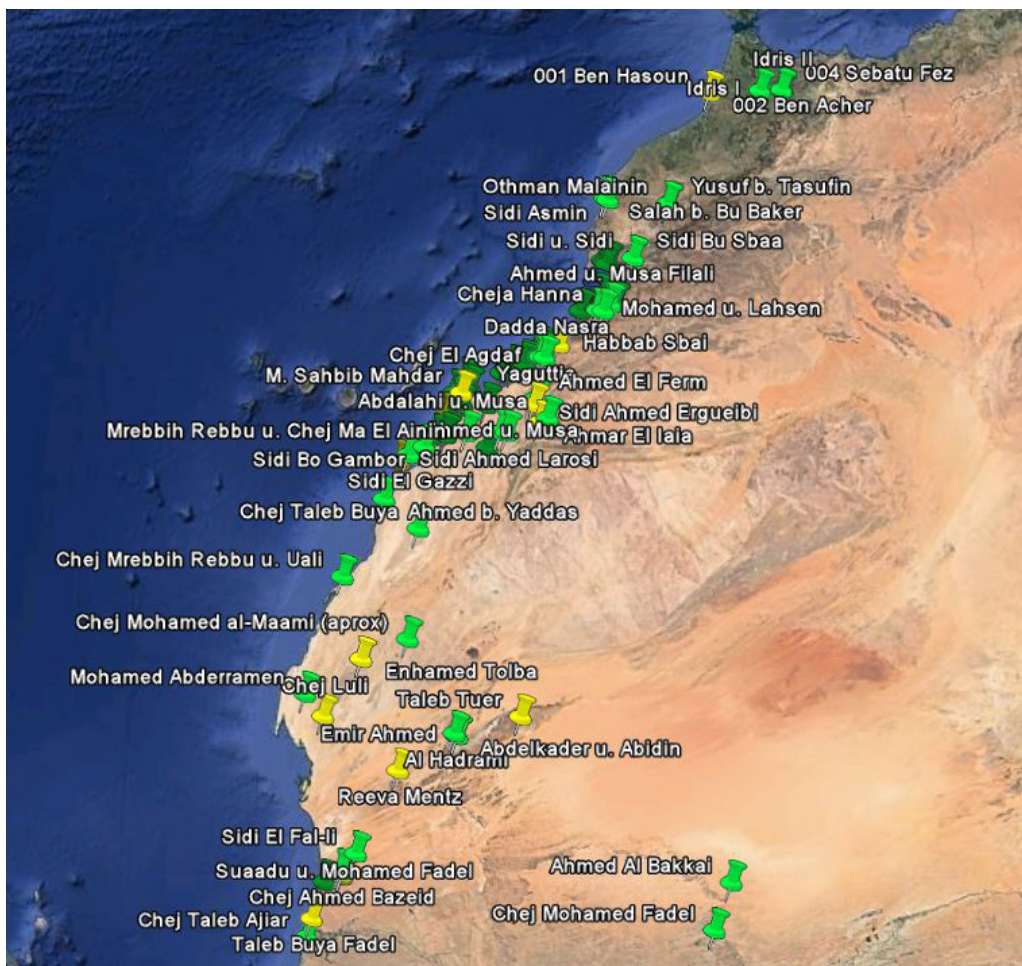 Idris II
001 Ben Hasoun
004 Sebatu Fez
Idris I
002 Ben Acher
Othman Malainin
Yusuf b. Tasufin
Sidi Asmin
Salah b. Bu Baker
Sidi u. Sidi
Sidi Bu Sbaa
Ahmed u. Musa Filali
Cheja Hanna
Mohamed u. Lahsen
Dadda Nasra
Habbab Sbai
Chej El Agdaf
M. Sahbib Mahdar
Ahmed El Ferm
Abdalahi u. Musa
Sidi Ahmed Ergueibi
Mrebbih Rebbu u. Chej Ma El Ainin
u. Musa
Sidi Bo Gambor
Sidi Ahmed Larosi
Sidi El Gazzi
Chej Taleb Buya
Ahmed b. Yaddas
Chej Mrebbih Rebbu u. Uali
Chej Mohamed al-Maami (aprox)
Enhamed Tolba
Mohamed Abderramen
Chej Luli
Taleb Tuer
Emir Ahmed
Abdelkader u. Abidin
Al Hadrami
Reeva Mentz
Sidi El Fal-li
Suaadu u. Mohamed Fadel
Ahmed Al Bakkai
Chej Ahmed Bazeid
Chej Mohamed Fadel
Chej Taleb Ajiar
Taleb Buya Fadel